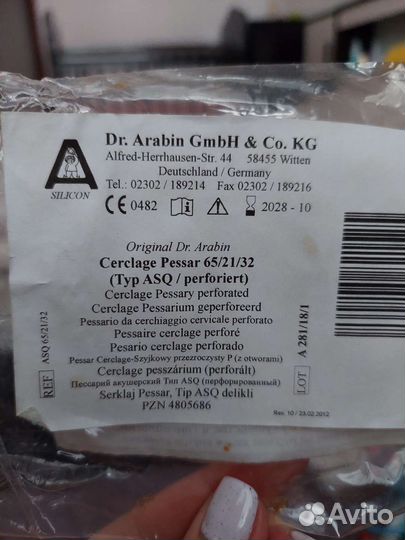 Dr. Arabin GmbH & Co. KG
Alfred-Herrhausen-Str. 44 58455 Witten
Deutschland / Germany
Tel.: 02302 / 189214 Fax 02302 / 189216
A
SILICON
CE 0482 2028 - 10
Original Dr. Arabin
Cerclage Pessar 65/21/32
(Typ ASQ / perforiert)
Cerclage Pessary perforated
Cerclage Pessarium geperforeerd
Pessario da cerchiaggio cervicale perforato
Pessaire cerclage perforé
Pesario cerclage perforado
Pessar Cerclage-Szyjkowy przezroczysty P (z otworami)
Cerclage pesszárium (perforált)
Пессарий акушерский Тип ASQ (перфорированный)
Serklaj Pessar, Tip ASQ delikli
PZN 4805686
REF ASQ 65/21/32
LOT A 281/18/1
Rev. 10 / 23.02.2012
Avito